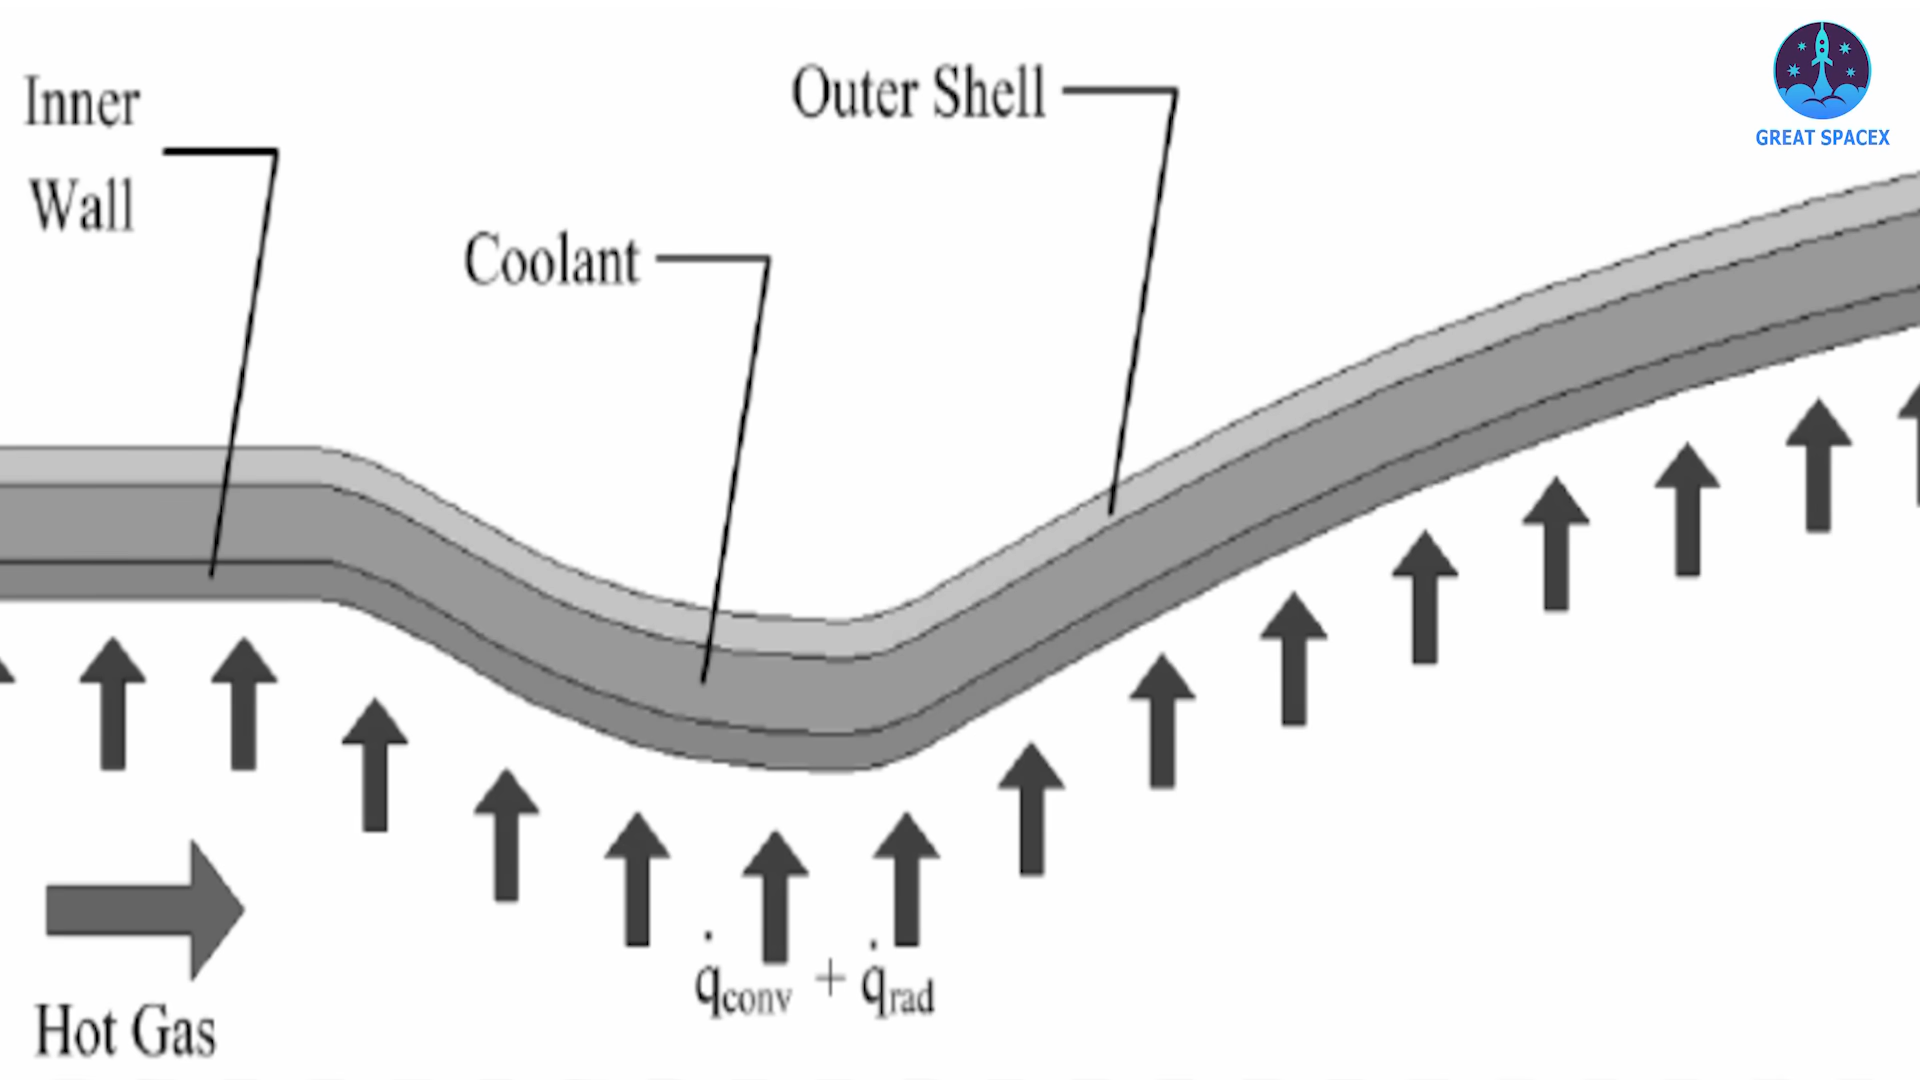 Inner
Wall
Coolant
Outer Shell
GREAT SPACEX
q̇conv + q̇rad
Hot Gas